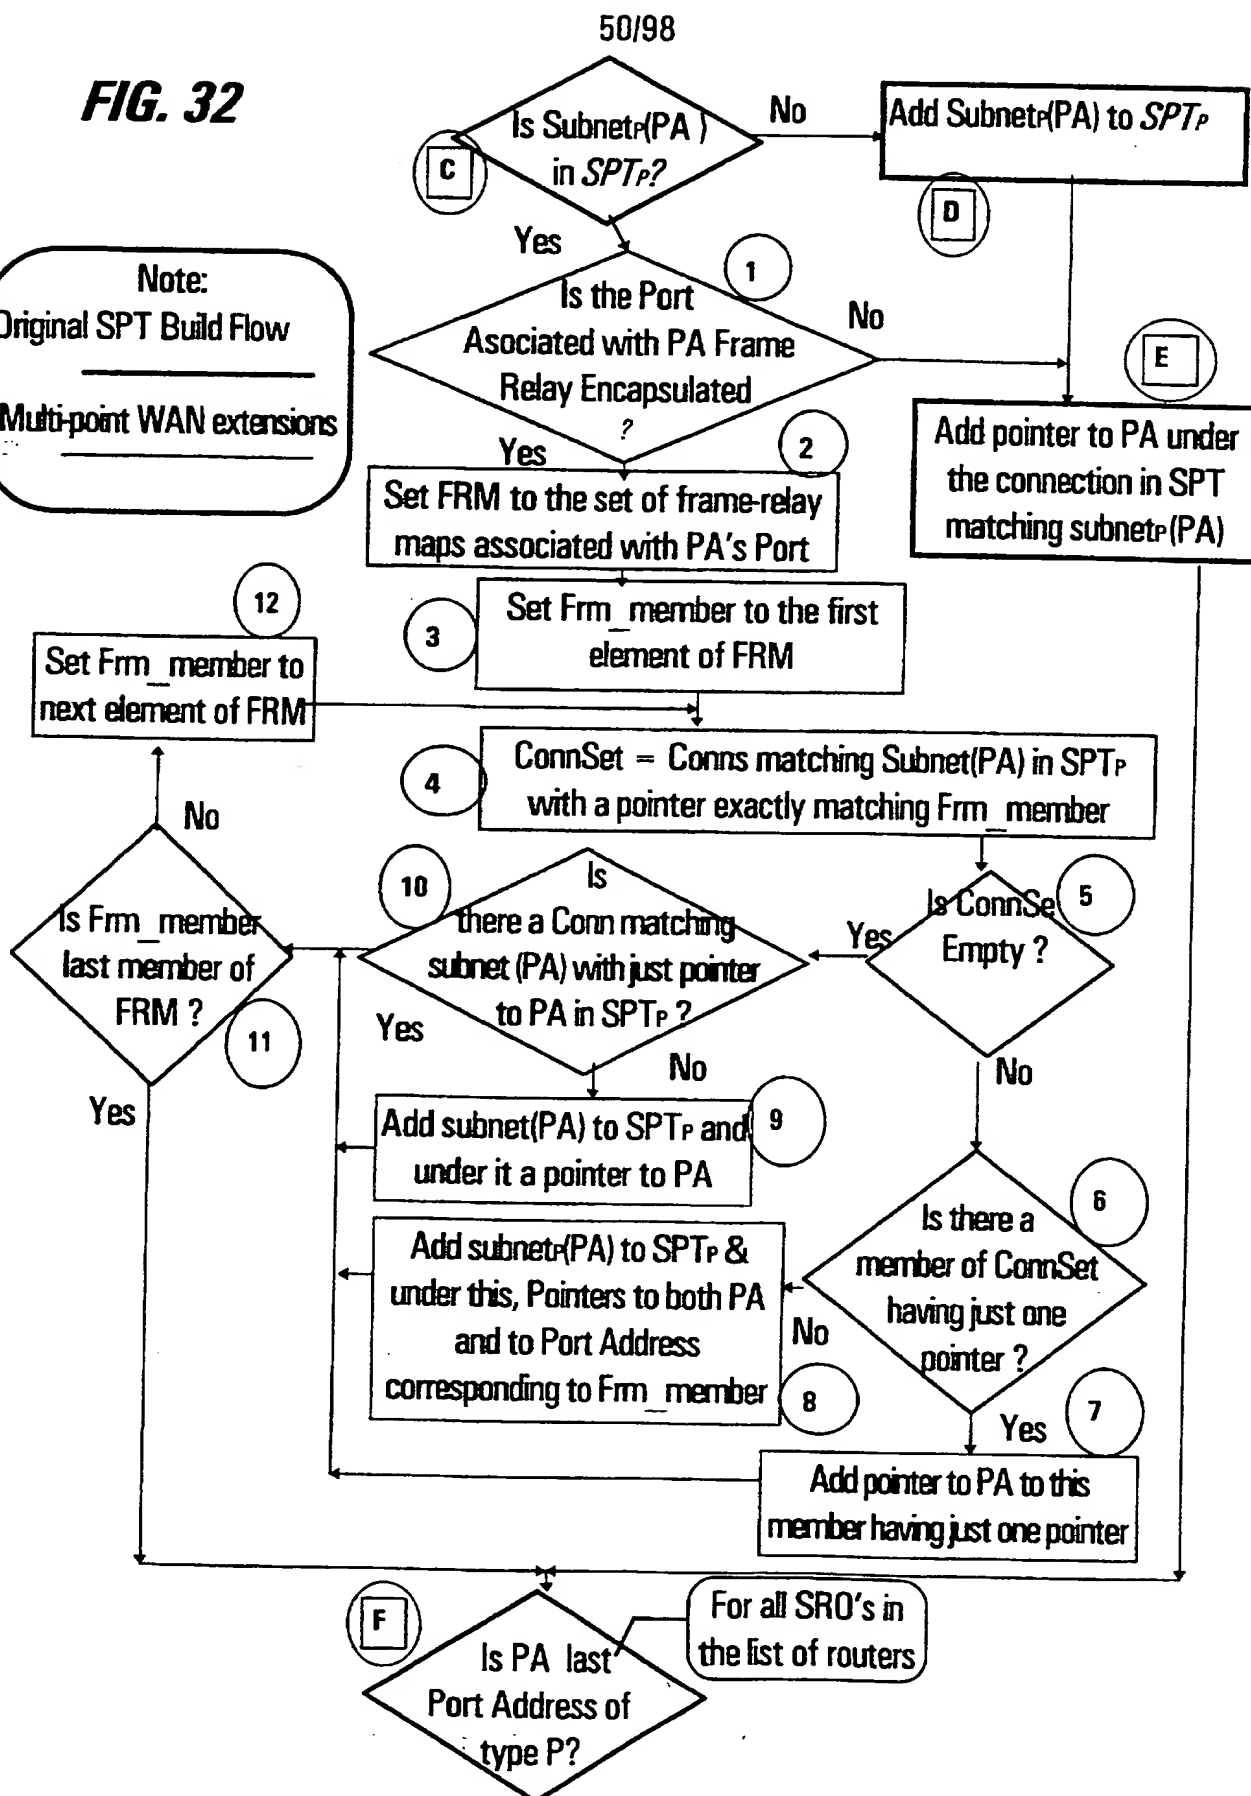 50/98
FIG. 32
Is SubnetP(PA )
in SPTP?
No
Add SubnetP(PA) to SPTP
C
D
Yes
Note:
Original SPT Build Flow
Multi-point WAN extensions
1
Is the Port
Asociated with PA Frame
Relay Encapsulated
?
No
E
Yes
2
Add pointer to PA under
the connection in SPT
matching subnetP(PA)
Set FRM to the set of frame-relay
maps associated with PA's Port
12
3
Set Frm_member to the first
element of FRM
Set Frm_member to
next element of FRM
4
ConnSet = Conns matching Subnet(PA) in SPTP
with a pointer exactly matching Frm_member
No
10
Is
there a Conn matching
subnet (PA) with just pointer
to PA in SPTP ?
5
Is ConnSe
Empty ?
Yes
Is Frm_member
last member of
FRM ?
11
Yes
No
No
Yes
Add subnet(PA) to SPTP and
under it a pointer to PA
9
6
Is there a
member of ConnSet
having just one
pointer ?
Add subnetP(PA) to SPTP &
under this, Pointers to both PA
and to Port Address
corresponding to Frm_member
No
8
7
Yes
Add pointer to PA to this
member having just one pointer
F
For all SRO's in
the list of routers
Is PA last
Port Address of
type P?